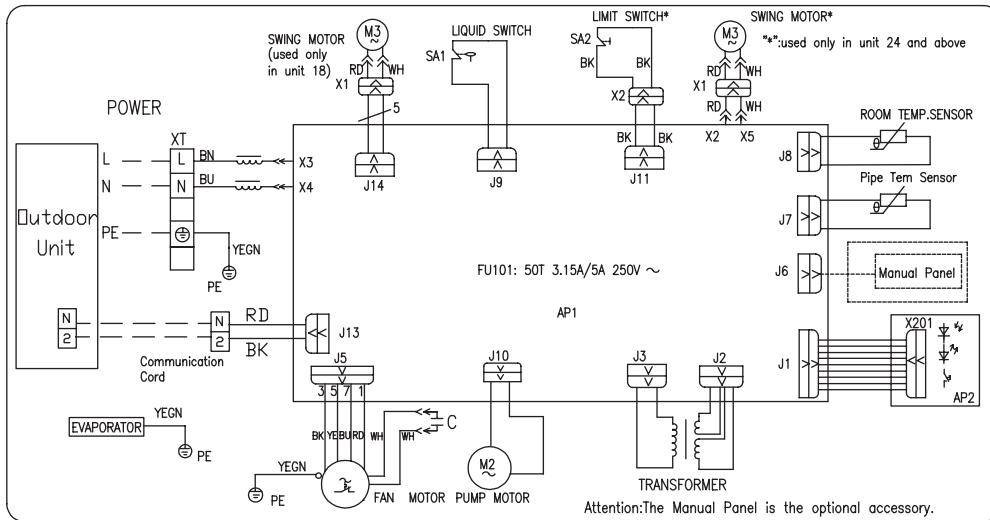 SWING MOTOR
(used only
in unit 18)
M3
~
RD
WH
X1
5
J14
LIQUID SWITCH
SA1
J9
LIMIT SWITCH*
SA2
BK
BK
X2
BK
BK
J11
SWING MOTOR*
M3
~
"*":used only in unit 24 and above
RD
WH
X1
RD
WH
X2
X5
POWER
XT
L
L
BN
X3
N
N
BU
X4
Outdoor
Unit
PE
YEGN
PE
ROOM TEMP.SENSOR
J8
Pipe Tem Sensor
J7
J6
Manual Panel
FU101: 50T 3.15A/5A 250V ~
AP1
N
2
N
2
RD
BK
J13
Communication
Cord
J1
X201
AP2
J5
3 5 7 1
BK YE BU RD WH WH
C
J10
J3
J2
EVAPORATOR
YEGN
PE
YEGN
PE
FAN MOTOR
M2
~
PUMP MOTOR
TRANSFORMER
Attention:The Manual Panel is the optional accessory.